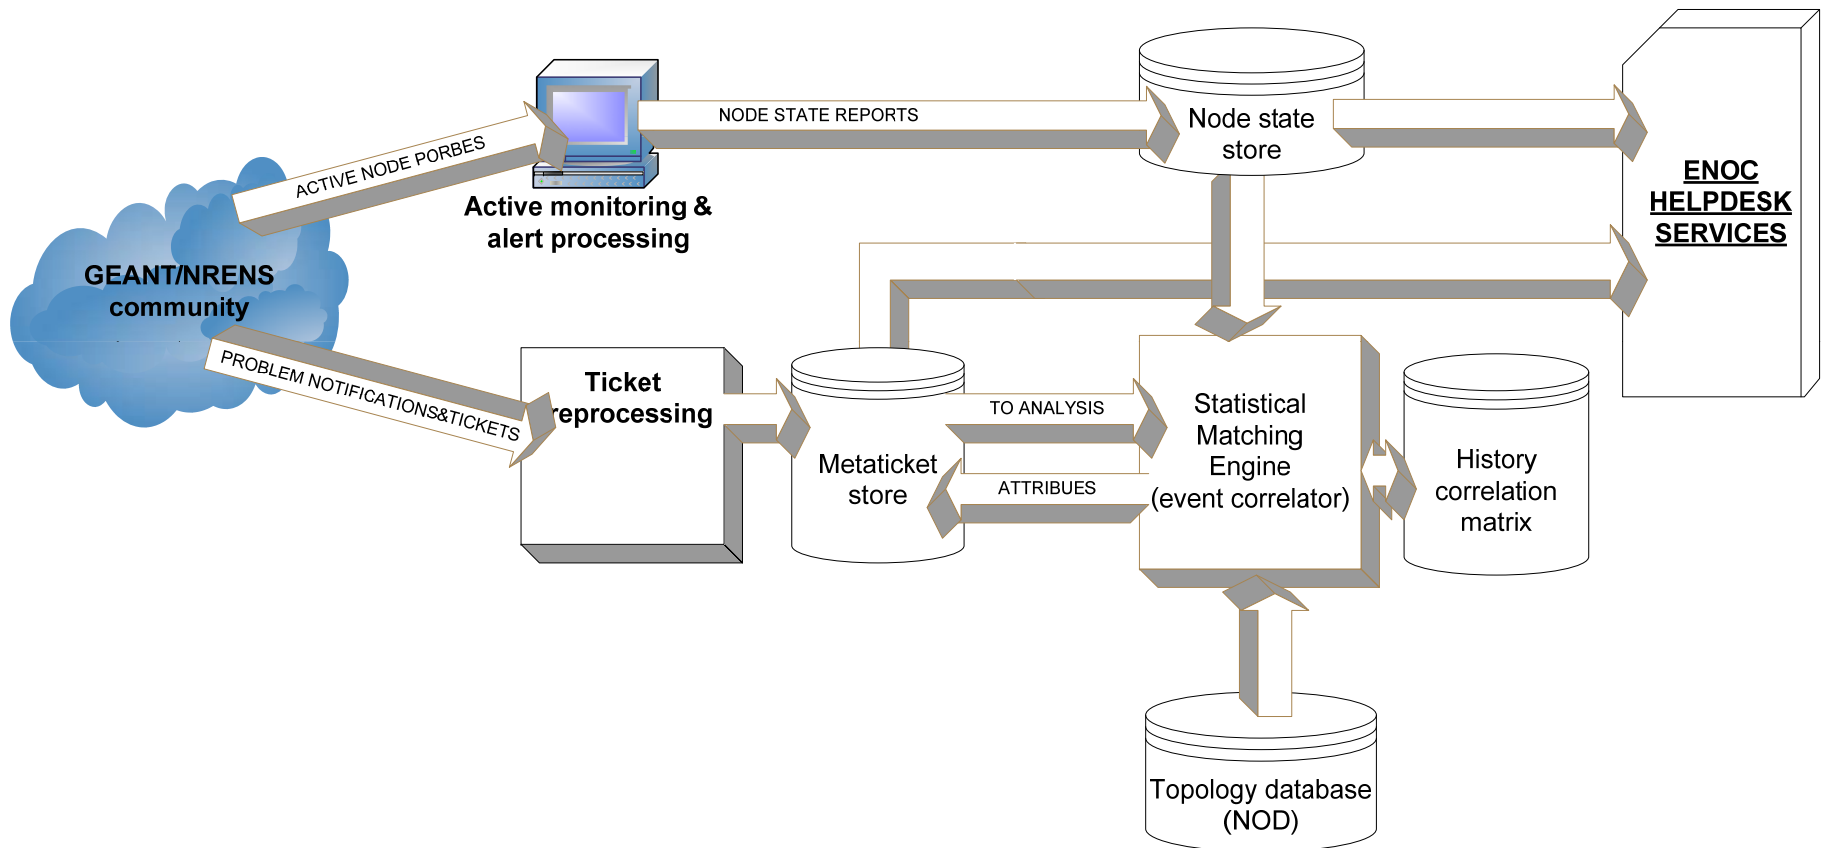 NODE STATE REPORTS
Node state
store
ACTIVE NODE PORBES
ENOC
HELPDESK
SERVICES
Active monitoring &
alert processing
GEANT/NRENS
community
PROBLEM NOTIFICATIONS&TICKETS
Ticket
reprocessing
TO ANALYSIS
Metaticket
store
ATTRIBUES
Statistical
Matching
Engine
(event correlator)
History
correlation
matrix
Topology database
(NOD)